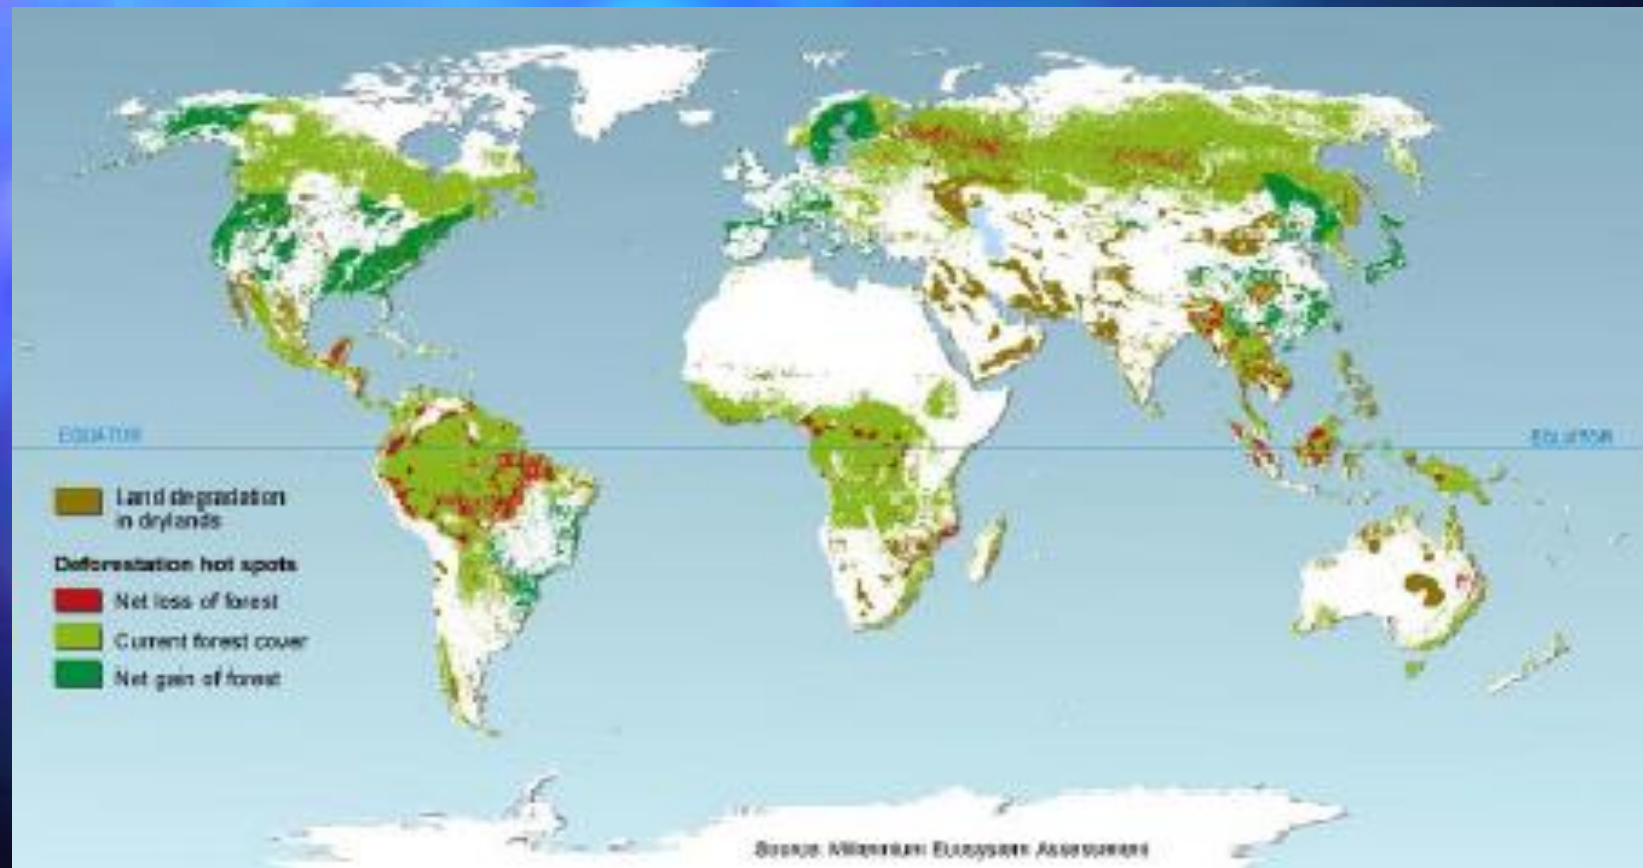 EQUATOR
EQUATOR
Land degradation
in drylands
Deforestation hot spots
Net loss of forest
Current forest cover
Net gain of forest
Source: Millennium Ecosystem Assessment